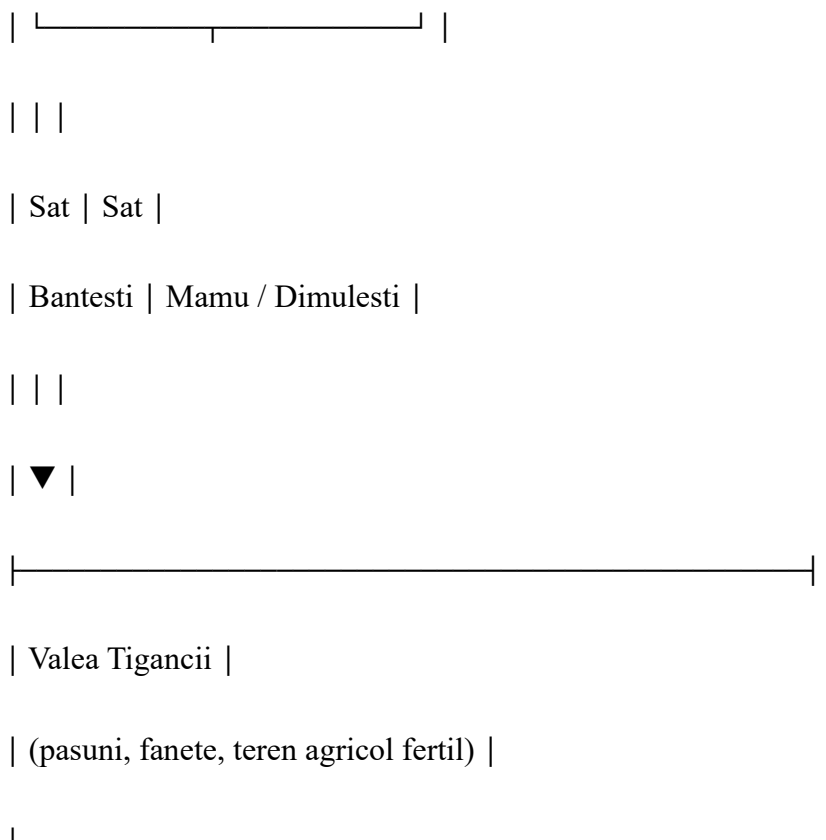 | └─────────┬───────────┘ |
| | |
| Sat | Sat |
| Bantesti | Mamu / Dimulesti |
| | |
| ▼ |
├────────────────────────────────────────────┤
| Valea Tigancii |
| (pasuni, fanete, teren agricol fertil) |
|